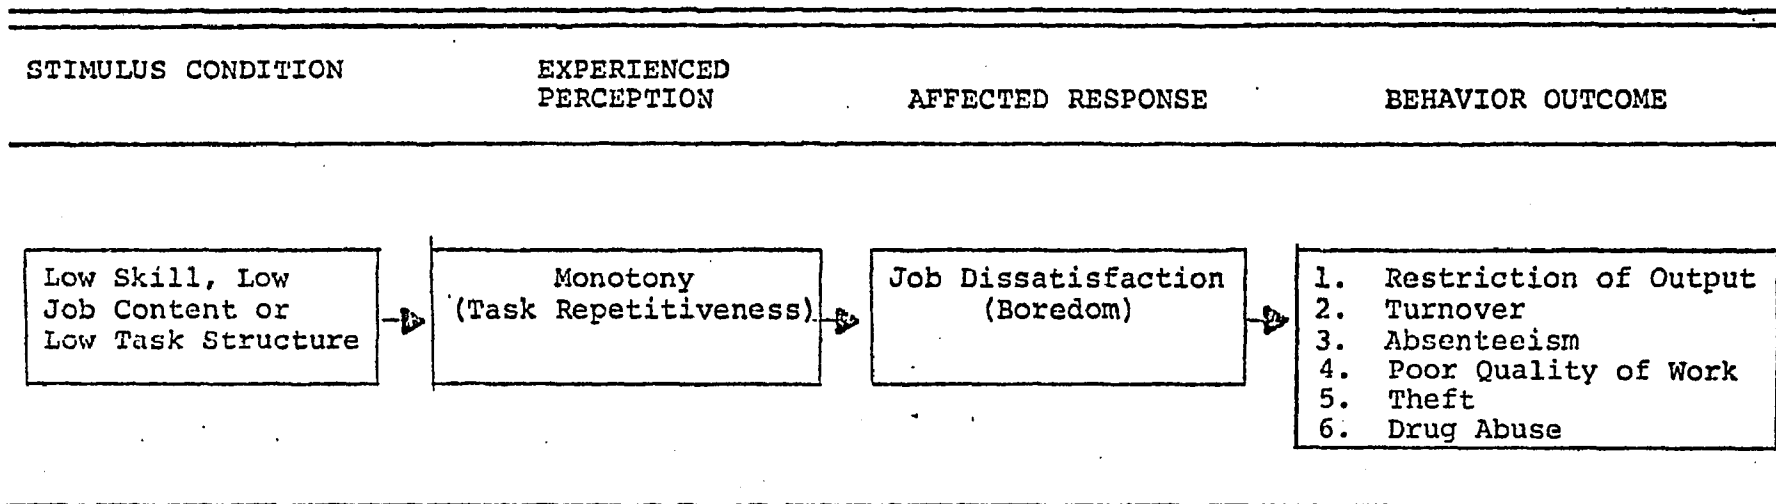 STIMULUS CONDITION
EXPERIENCED
PERCEPTION
AFFECTED RESPONSE
BEHAVIOR OUTCOME
Low Skill, Low
Job Content or
Low Task Structure
Monotony
(Task Repetitiveness)
Job Dissatisfaction
(Boredom)
1. Restriction of Output
2. Turnover
3. Absenteeism
4. Poor Quality of Work
5. Theft
6. Drug Abuse